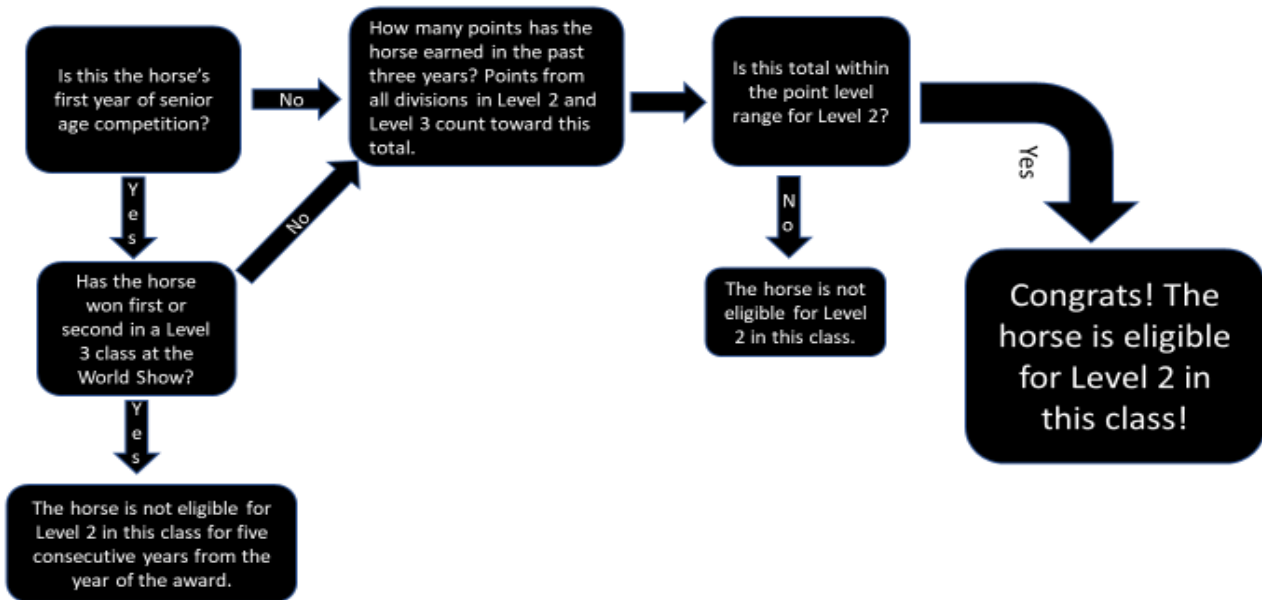 Is this the horse's
first year of senior
age competition?
No
How many points has the
horse earned in the past
three years? Points from
all divisions in Level 2 and
Level 3 count toward this
total.
Is this total within
the point level
range for Level 2?
Yes
Yes
No
No
Has the horse
won first or
second in a Level
3 class at the
World Show?
The horse is not
eligible for Level
2 in this class.
Congrats! The
horse is eligible
for Level 2 in
this class!
Yes
The horse is not eligible for
Level 2 in this class for five
consecutive years from the
year of the award.